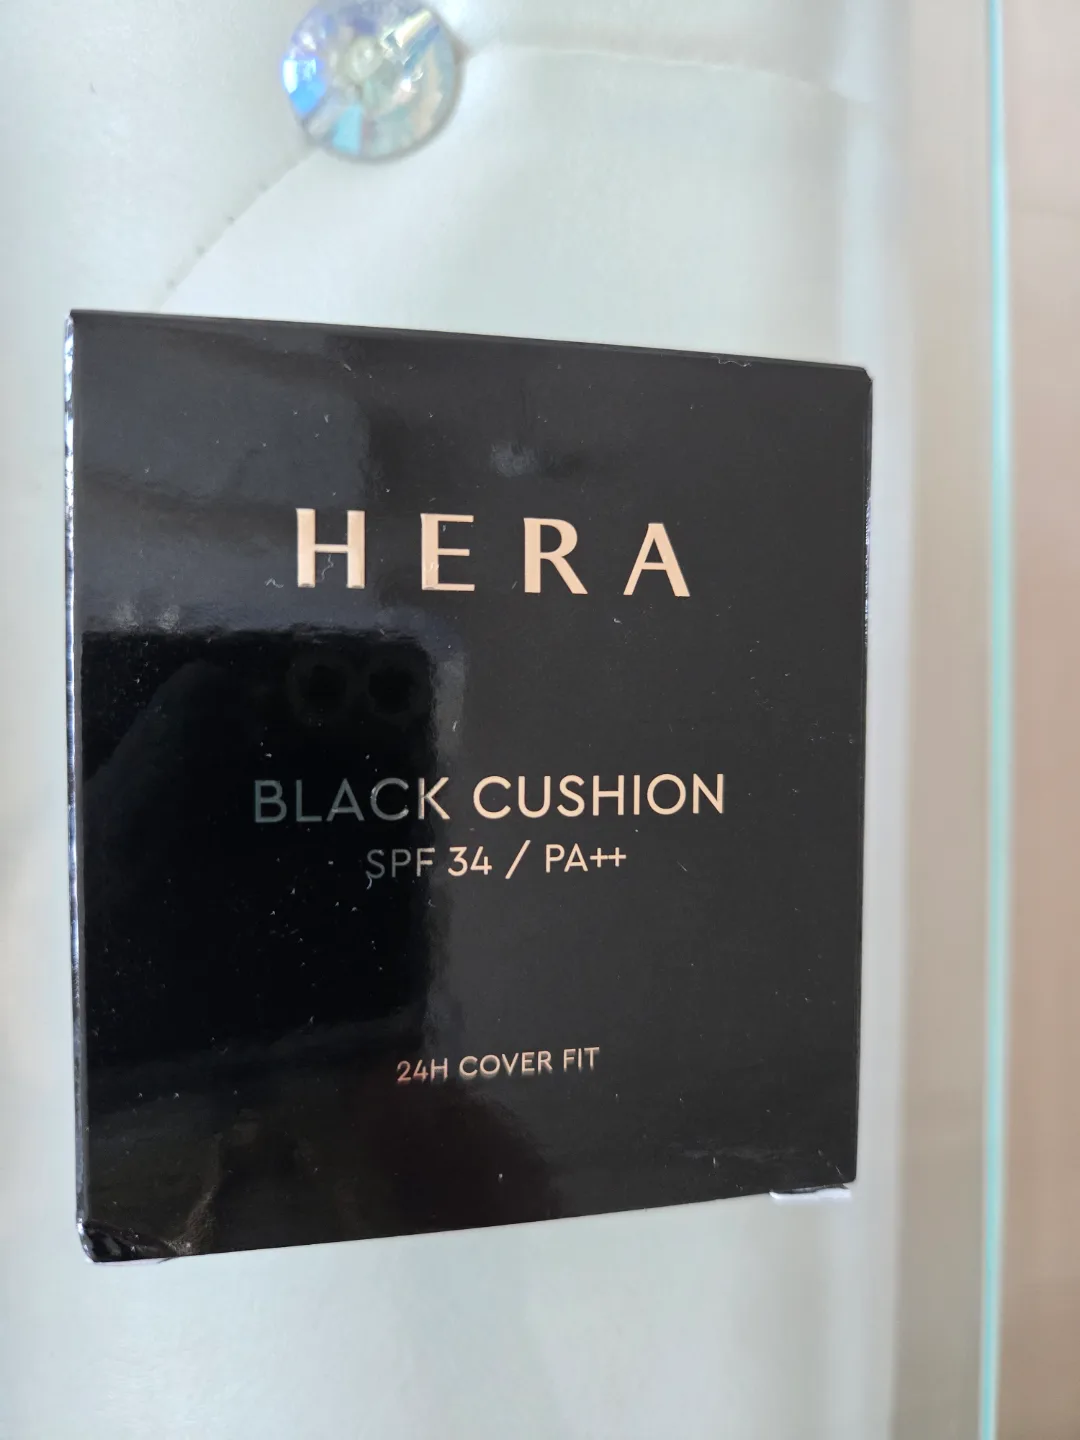 HERA
BLACK CUSHION
SPF 34 / PA++
24H COVER FIT